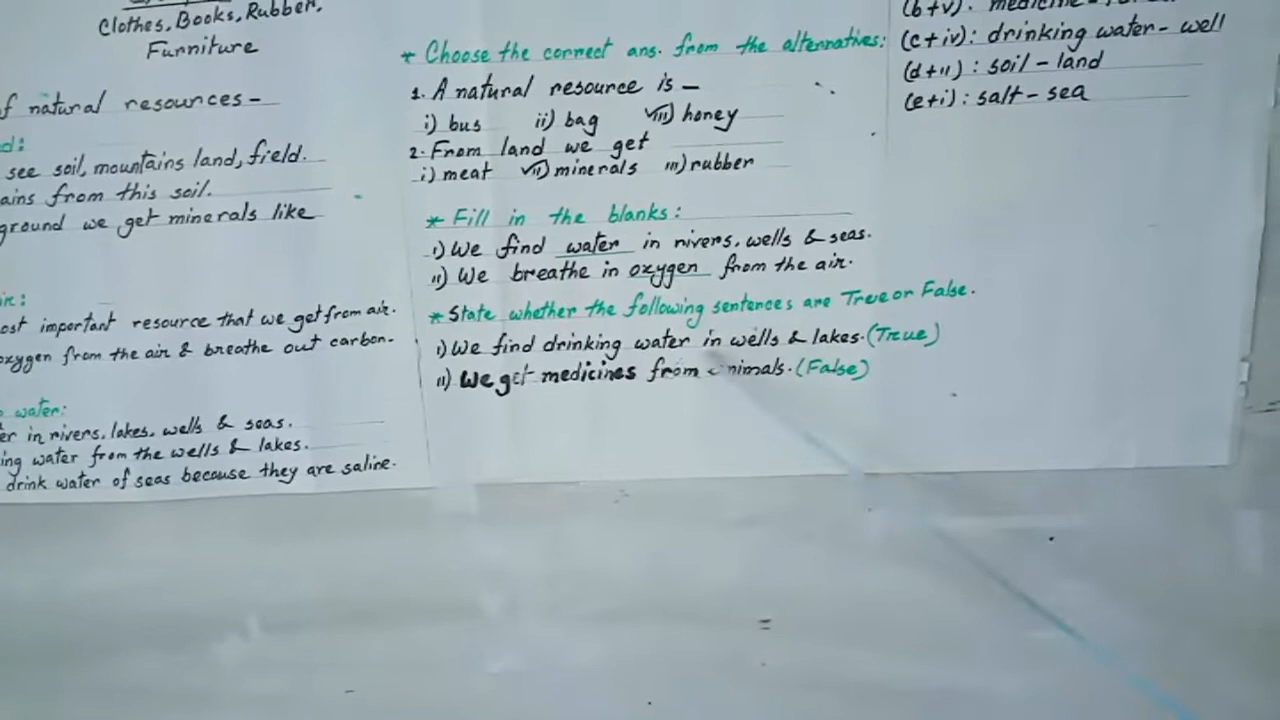 Clothes, Books, Rubber,
Furniture
f natural resources -
d:
see soil, mountains land, field.
ains from this soil.
ground we get minerals like
ir:
ost important resource that we get from air.
oxygen from the air & breathe out carbon.
water:
er in rivers, lakes, wells & seas.
ing water from the wells & lakes.
drink water of seas because they are saline.
* Choose the correct ans. from the alternatives:
1. A natural resource is -
i) bus ii) bag iii) honey
2. From land we get
i) meat ii) minerals iii) rubber
* Fill in the blanks:
i) We find water in rivers, wells & seas.
ii) We breathe in oxygen from the air.
* State whether the following sentences are True or False.
i) We find drinking water in wells & lakes. (True)
ii) We get medicines from animals. (False)
(b+v): medicine -
(c+iv): drinking water - well
(d+ii): soil - land
(e+i): salt - sea